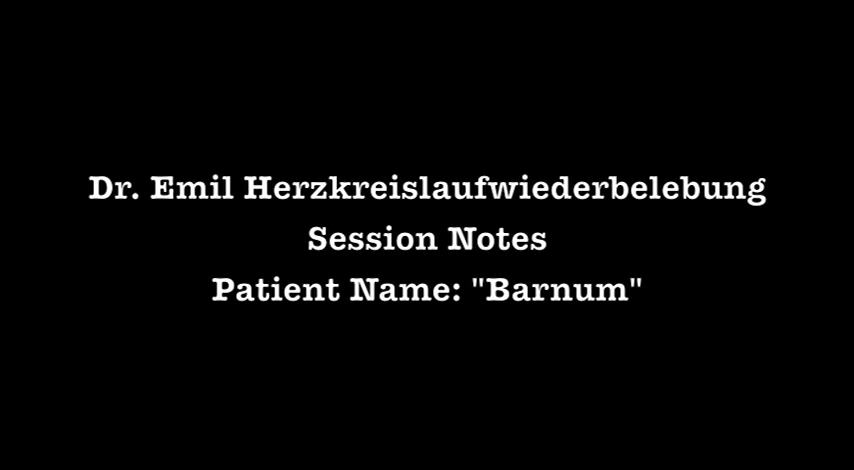 Dr. Emil Herzkreislaufwiederbelebung
Session Notes
Patient Name: "Barnum"